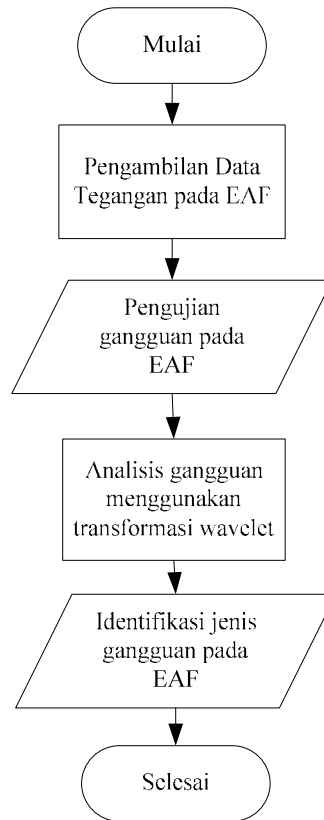 Mulai
Pengambilan Data
Tegangan pada EAF
Pengujian
gangguan pada
EAF
Analisis gangguan
menggunakan
transformasi wavelet
Identifikasi jenis
gangguan pada
EAF
Selesai